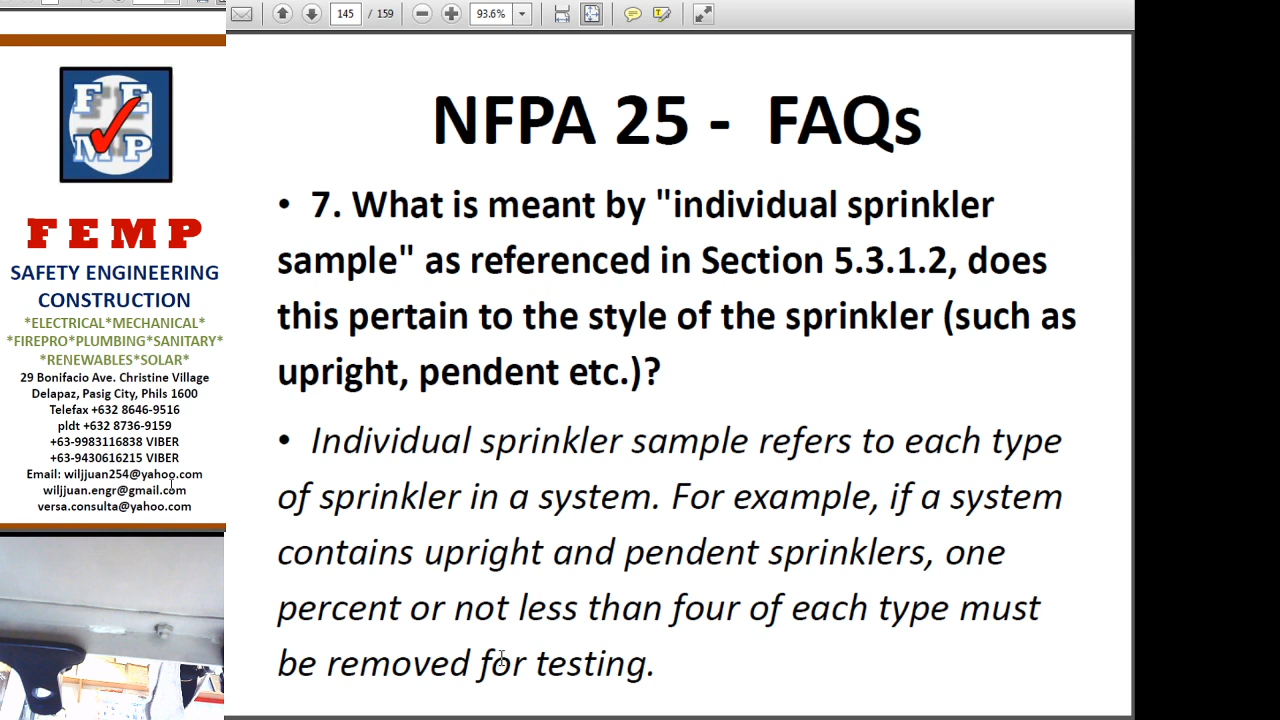 145 / 159
93.6%
F E
M P
FEMP
SAFETY ENGINEERING
CONSTRUCTION
*ELECTRICAL*MECHANICAL*
*FIREPRO*PLUMBING*SANITARY*
*RENEWABLES*SOLAR*
29 Bonifacio Ave. Christine Village
Delapaz, Pasig City, Phils 1600
Telefax +632 8646-9516
pldt +632 8736-9159
+63-9983116838 VIBER
+63-9430616215 VIBER
Email: wiljjuan254@yahoo.com
wiljjuan.engr@gmail.com
versa.consulta@yahoo.com
NFPA 25 - FAQs
• 7. What is meant by "individual sprinkler
sample" as referenced in Section 5.3.1.2, does
this pertain to the style of the sprinkler (such as
upright, pendent etc.)?
• Individual sprinkler sample refers to each type
of sprinkler in a system. For example, if a system
contains upright and pendent sprinklers, one
percent or not less than four of each type must
be removed for testing.